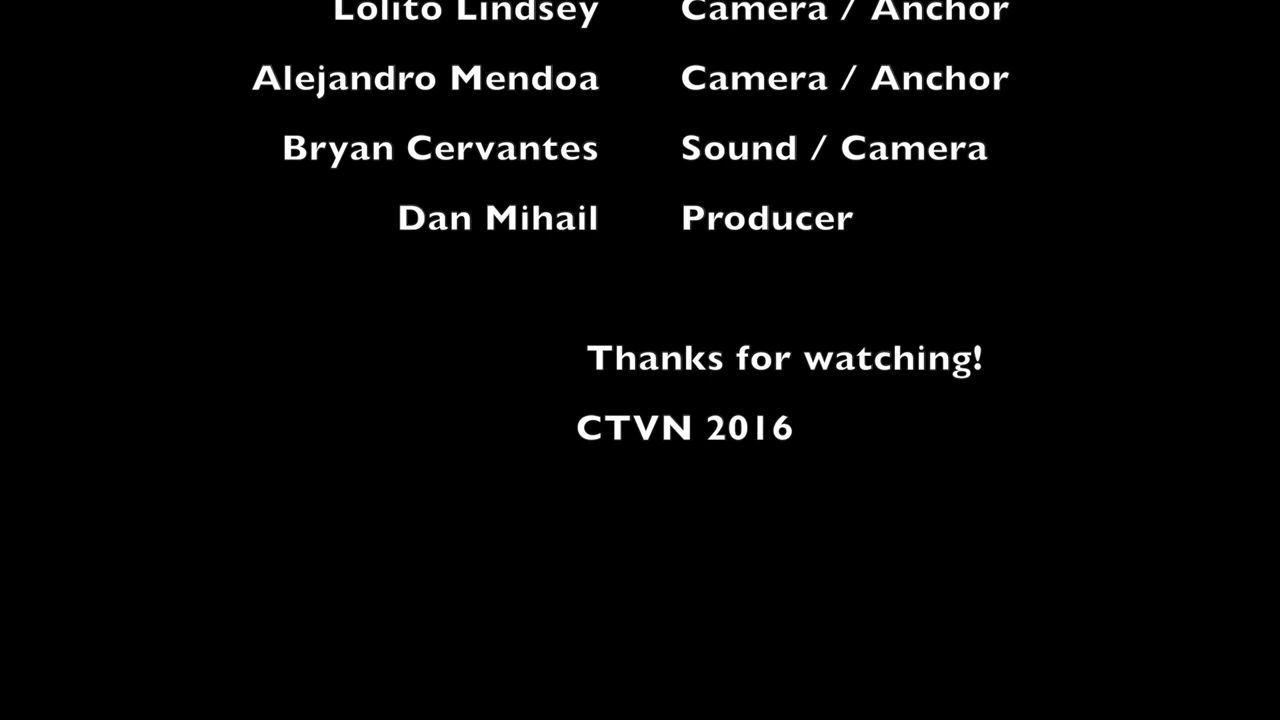 Lolito Lindsey Camera / Anchor
Alejandro Mendoa Camera / Anchor
Bryan Cervantes Sound / Camera
Dan Mihail Producer
Thanks for watching!
CTVN 2016